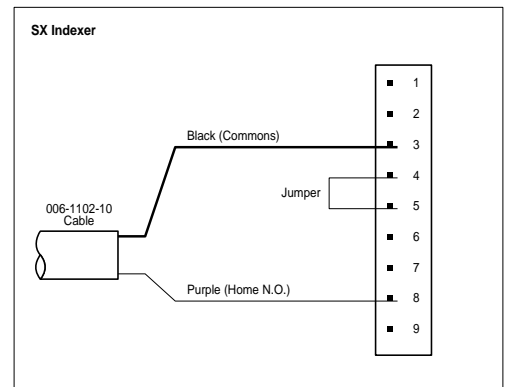 SX Indexer
1
2
Black (Commons)
3
4
Jumper
5
006-1102-10
Cable
6
7
Purple (Home N.O.)
8
9